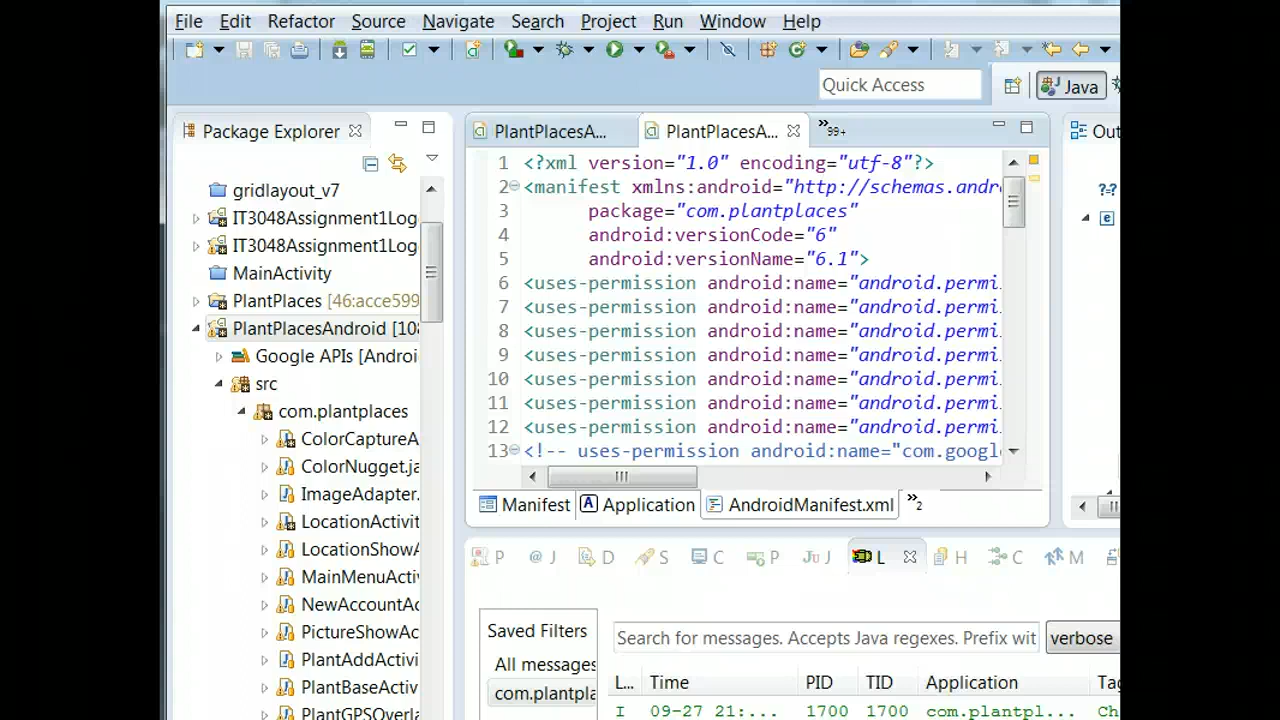 File Edit Refactor Source Navigate Search Project Run Window Help
Quick Access
Java
Package Explorer
gridlayout_v7
IT3048Assignment1Log
IT3048Assignment1Log
MainActivity
PlantPlaces [46:acce599
PlantPlacesAndroid [108
Google APIs [Androi
src
com.plantplaces
ColorCaptureA
ColorNugget.ja
ImageAdapter.
LocationActivit
LocationShowA
MainMenuActi
NewAccountAc
PictureShowAc
PlantAddActivi
PlantBaseActiv
PlantGPSOverla
PlantPlacesA... PlantPlacesA... »99+
1 <?xml version="1.0" encoding="utf-8"?>
2 <manifest xmlns:android="http://schemas.andr
3 package="com.plantplaces"
4 android:versionCode="6"
5 android:versionName="6.1">
6 <uses-permission android:name="android.permi
7 <uses-permission android:name="android.permi
8 <uses-permission android:name="android.permi
9 <uses-permission android:name="android.permi
10 <uses-permission android:name="android.permi
11 <uses-permission android:name="android.permi
12 <uses-permission android:name="android.permi
13 <!-- uses-permission android:name="com.googl
Manifest Application AndroidManifest.xml »2
Out
P @ J D S C P Ju J L H C M
Saved Filters
All messages
com.plantpla
Search for messages. Accepts Java regexes. Prefix wit verbose
L... Time PID TID Application Tag
I 09-27 21:... 1700 1700 com.plantpl... Ch